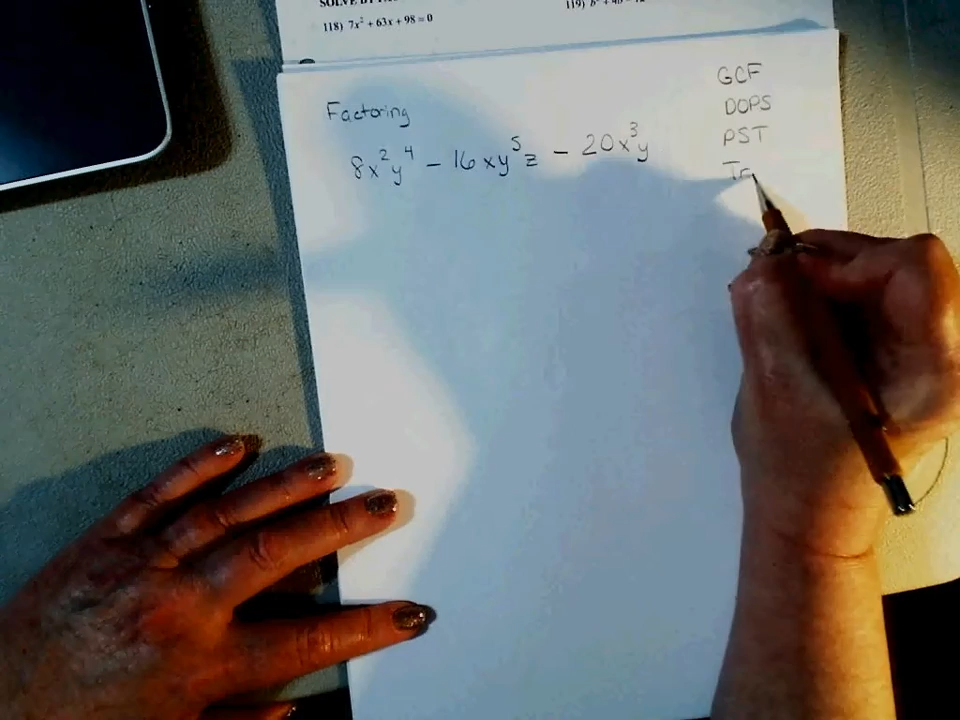 118) 7x² + 63x + 98 = 0
Factoring
8x²y⁴ − 16xy⁵z − 20x³y
GCF
DOPS
PST